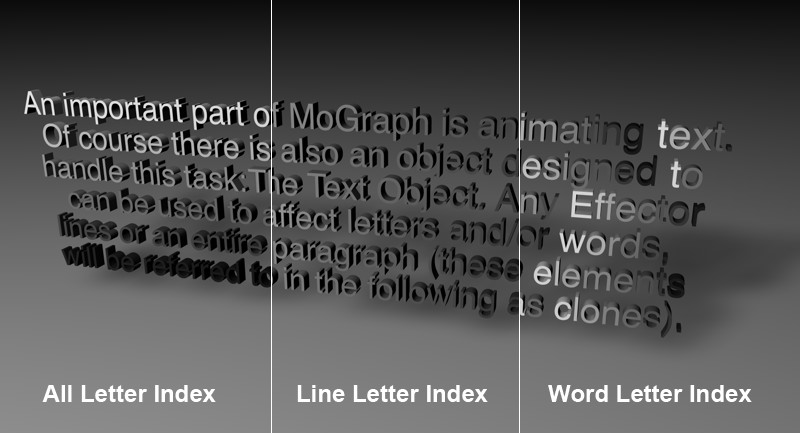 An important part of MoGraph is animating text.
Of course there is also an object designed to
handle this task:The Text Object. Any Effector
can be used to affect letters and/or words,
lines or an entire paragraph (these elements
will be referred to in the following as clones).
All Letter Index Line Letter Index Word Letter Index